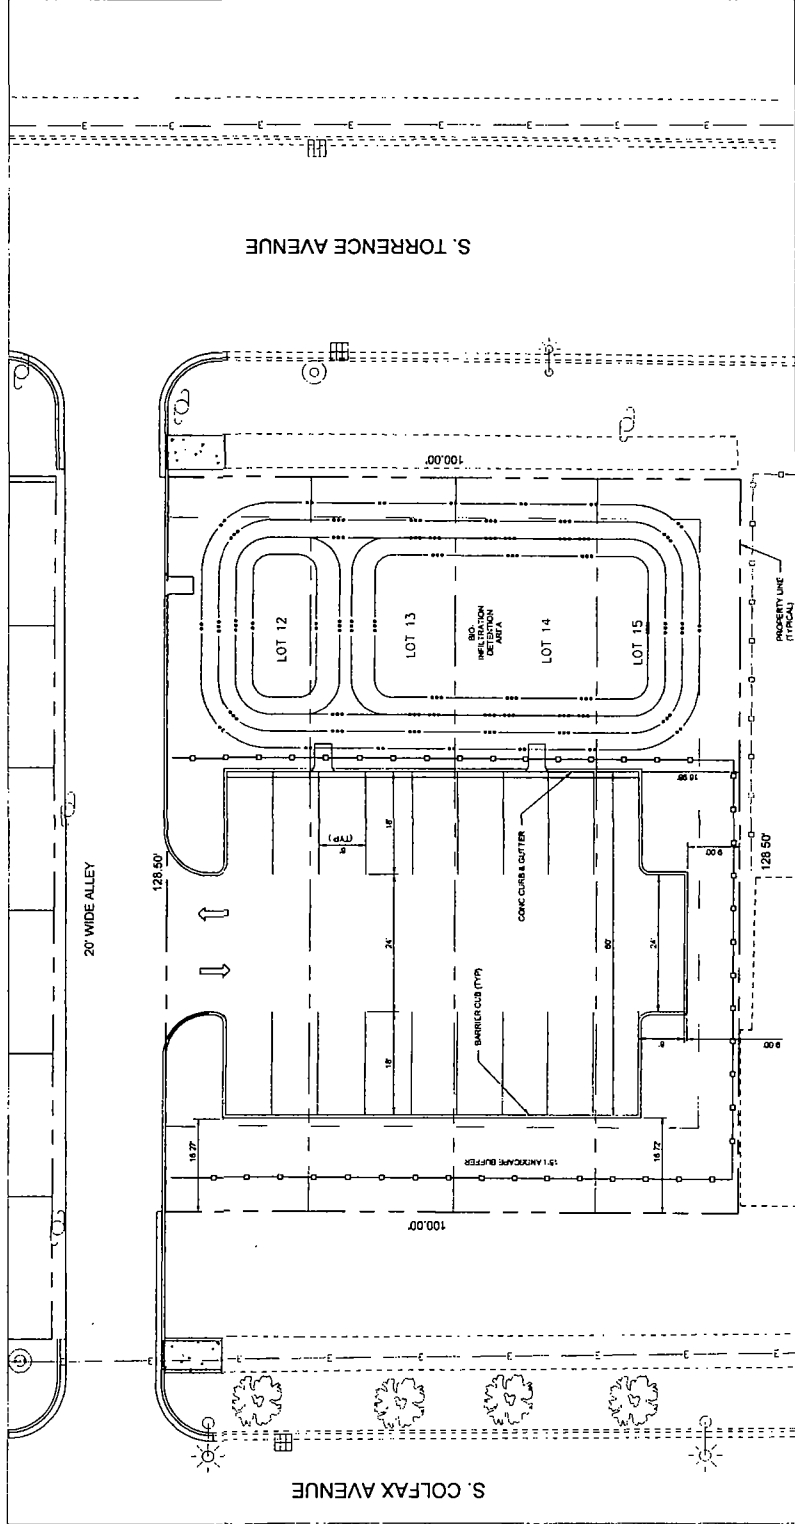 S. TORRENCE AVENUE
100.00'
LOT 12
LOT 13
BIO-
INFILTRATION
DETENTION
AREA
LOT 14
LOT 15
PROPERTY LINE
(TYPICAL)
20' WIDE ALLEY
128.50'
18'
9'
(TYP.)
CONC CURB & GUTTER
16.98'
9.00'
128.50'
24'
60'
24'
BARRIER CUB (TYP)
18'
8'
9.00'
16.27'
15' LANDCAPE BUFFER
16.72'
100.00'
E E E E E E E E
E E E E E E E E
S. COLFAX AVENUE